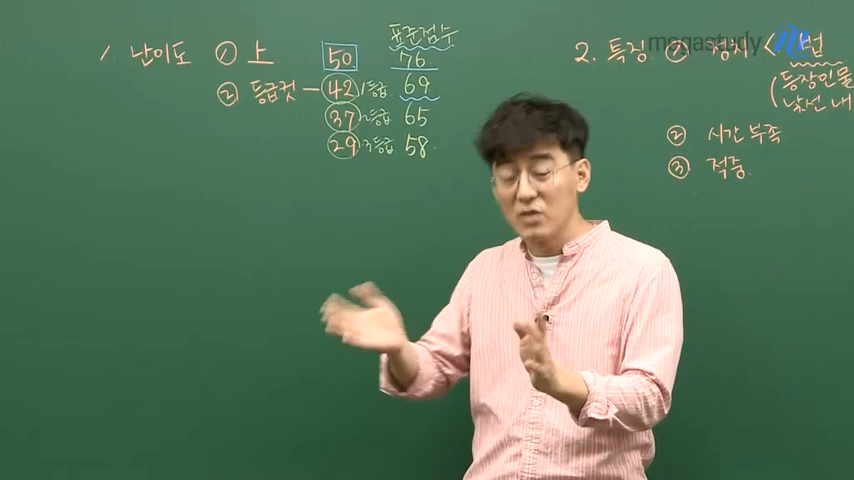 1. 난이도 ① 上
② 등급컷 -
표준점수
50 76
42 1등급 69
37 2등급 65
29 3등급 58
megastudy
2. 특징 ① 정치 < 법
(등장인물
낯선 내
② 시간 부족.
③ 적중.